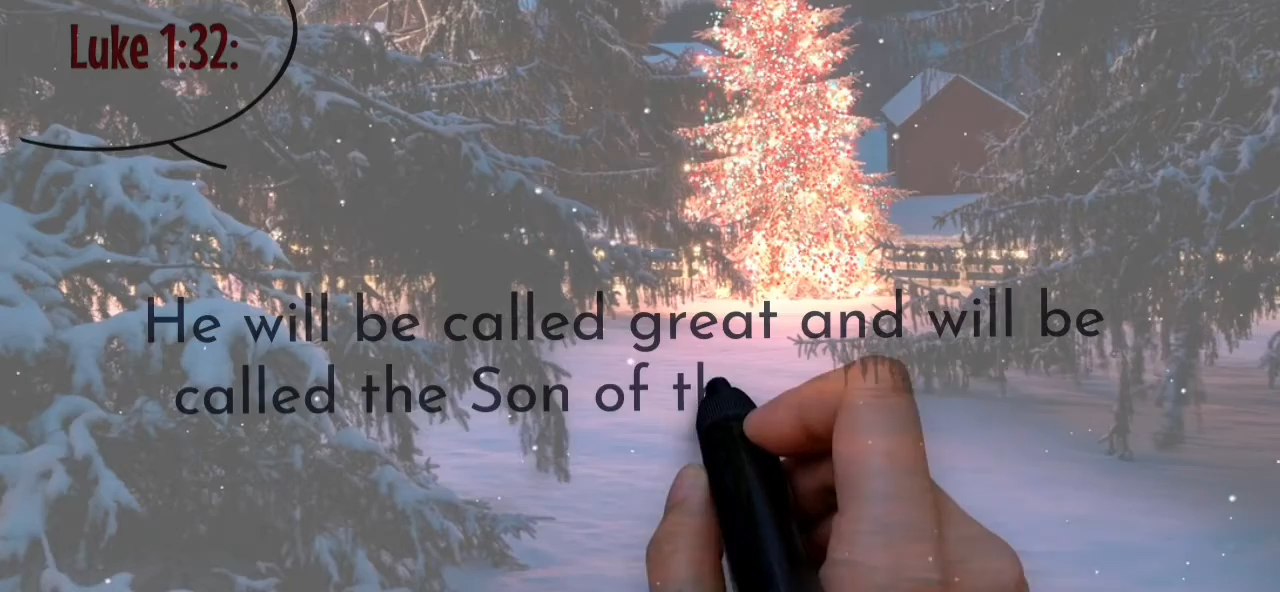 Luke 1:32:
He will be called great and will be
called the Son of th